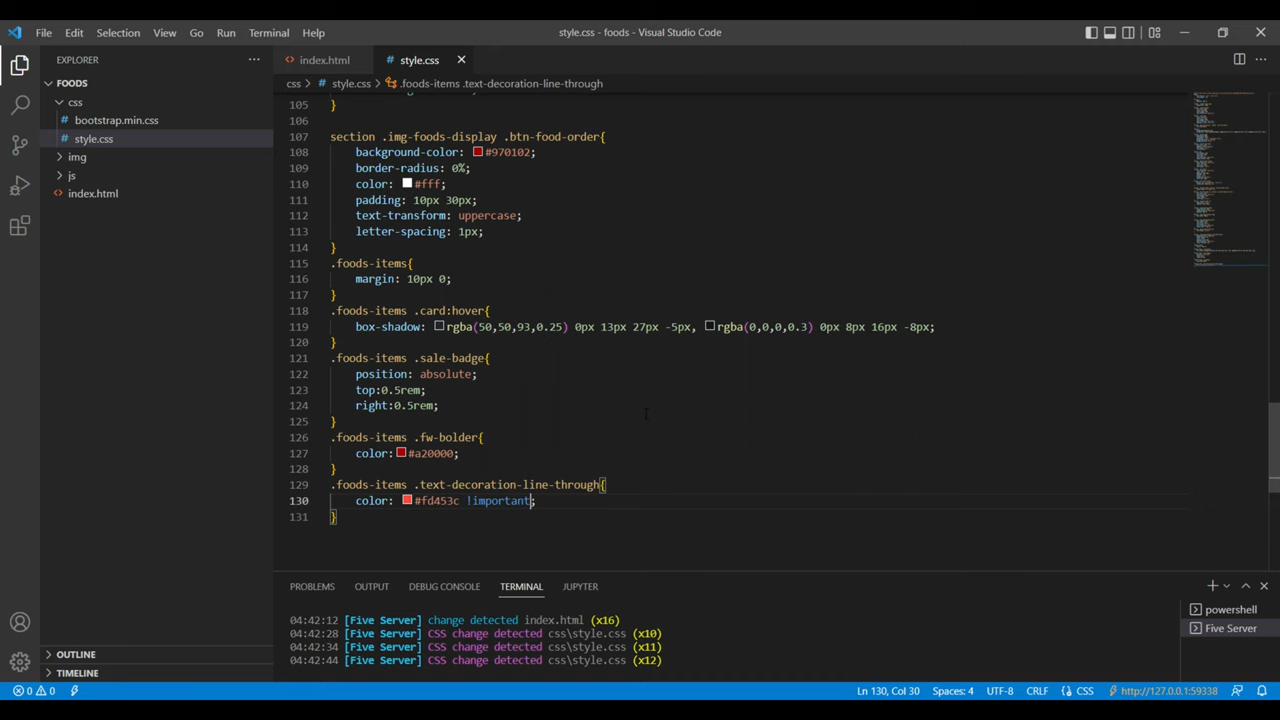 File Edit Selection View Go Run Terminal Help
style.css - foods - Visual Studio Code
EXPLORER
FOODS
css
bootstrap.min.css
style.css
img
js
index.html
OUTLINE
TIMELINE
index.html
style.css
css > style.css > .foods-items .text-decoration-line-through
105 }
106
107 section .img-foods-display .btn-food-order{
108 background-color: #970102;
109 border-radius: 0%;
110 color: #fff;
111 padding: 10px 30px;
112 text-transform: uppercase;
113 letter-spacing: 1px;
114 }
115 .foods-items{
116 margin: 10px 0;
117 }
118 .foods-items .card:hover{
119 box-shadow: rgba(50,50,93,0.25) 0px 13px 27px -5px, rgba(0,0,0,0.3) 0px 8px 16px -8px;
120 }
121 .foods-items .sale-badge{
122 position: absolute;
123 top:0.5rem;
124 right:0.5rem;
125 }
126 .foods-items .fw-bolder{
127 color: #a20000;
128 }
129 .foods-items .text-decoration-line-through{
130 color: #fd453c !important;
131 }
PROBLEMS OUTPUT DEBUG CONSOLE TERMINAL JUPYTER
04:42:12 [Five Server] change detected index.html (x16)
04:42:28 [Five Server] CSS change detected css\style.css (x10)
04:42:34 [Five Server] CSS change detected css\style.css (x11)
04:42:44 [Five Server] CSS change detected css\style.css (x12)
powershell
Five Server
0 0
Ln 130, Col 30 Spaces: 4 UTF-8 CRLF {} CSS http://127.0.0.1:59338